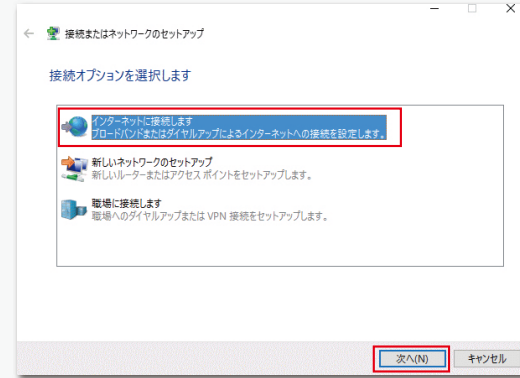 接続またはネットワークのセットアップ
接続オプションを選択します
インターネットに接続します
ブロードバンドまたはダイヤルアップによるインターネットへの接続を設定します。
新しいネットワークのセットアップ
新しいルーターまたはアクセス ポイントをセットアップします。
職場に接続します
職場へのダイヤルアップまたは VPN 接続をセットアップします。
次へ(N)
キャンセル